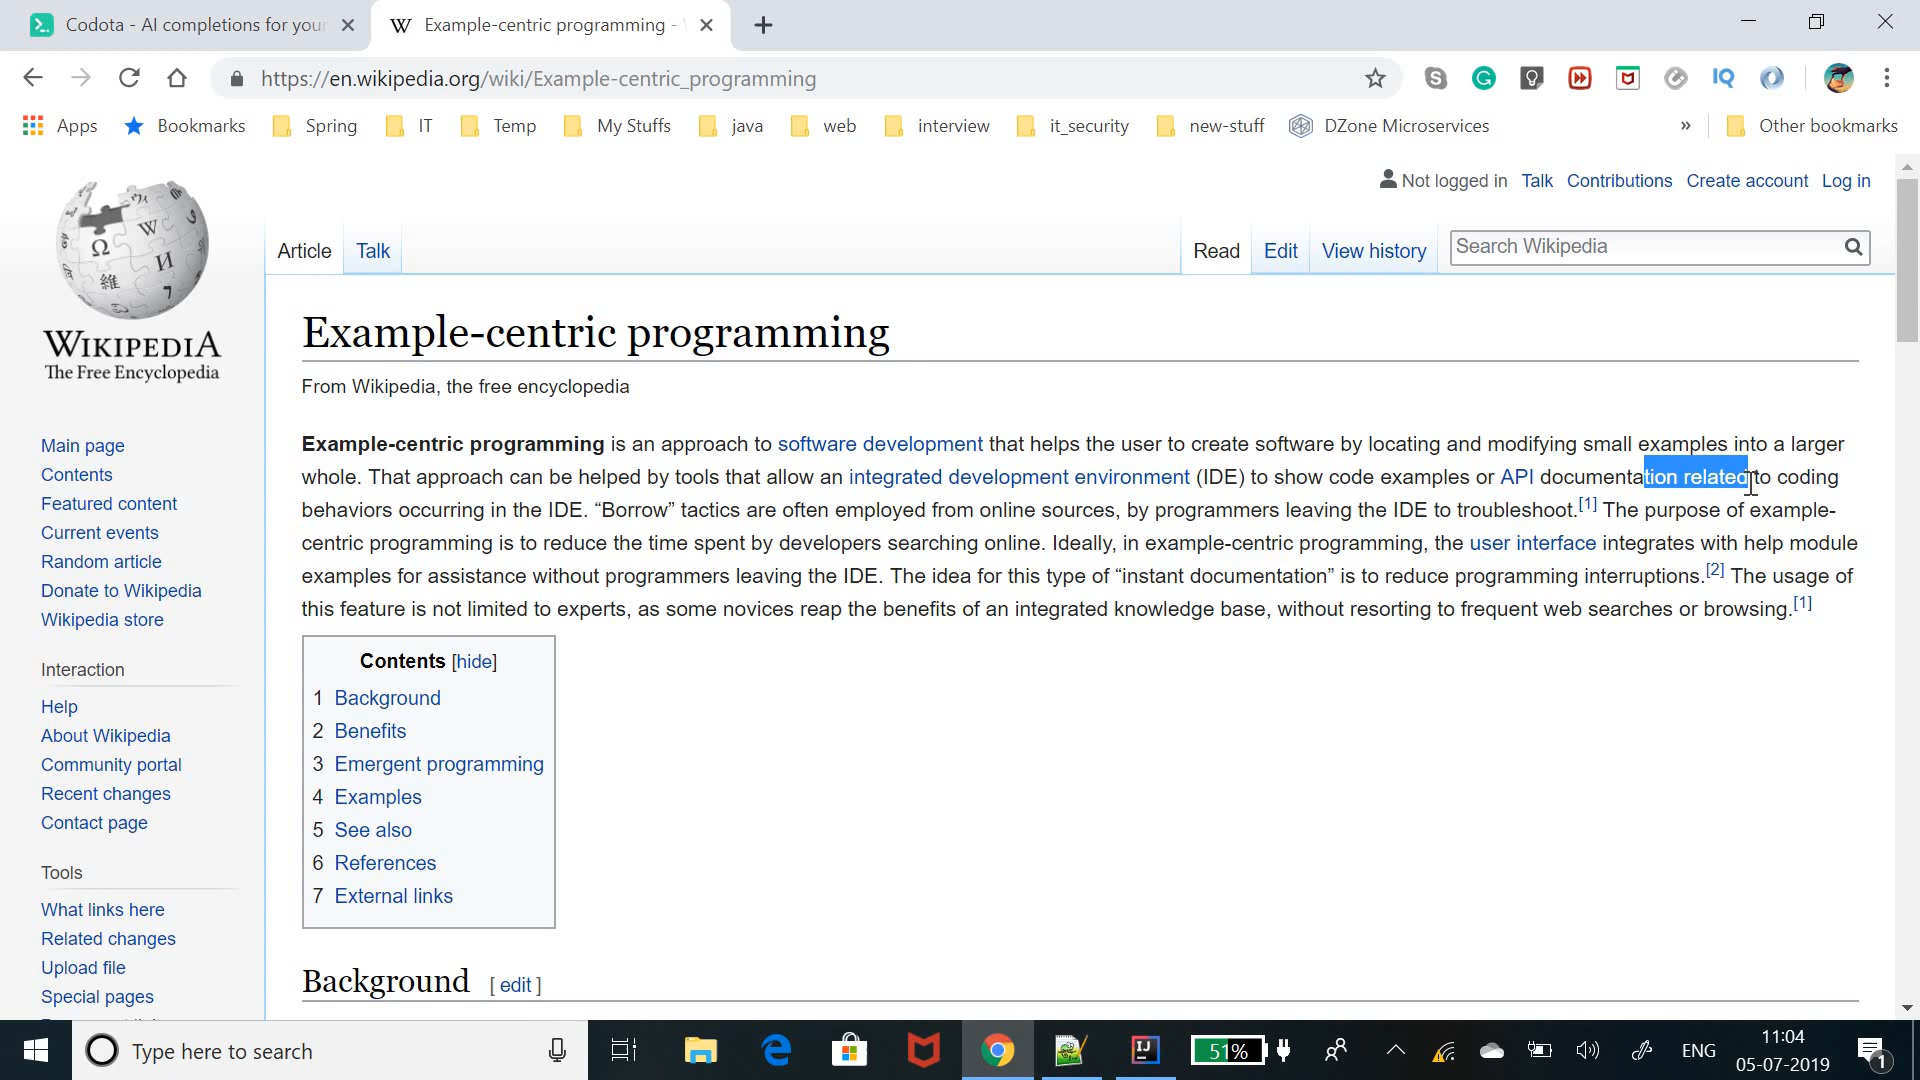 Codota - AI completions for your
Example-centric programming -
https://en.wikipedia.org/wiki/Example-centric_programming
IQ
Apps
Bookmarks
Spring
IT
Temp
My Stuffs
java
web
interview
it_security
new-stuff
DZone Microservices
»
Other bookmarks
Not logged in Talk Contributions Create account Log in
Article Talk
Read Edit View history
Search Wikipedia
WIKIPEDIA
The Free Encyclopedia
Example-centric programming
From Wikipedia, the free encyclopedia
Example-centric programming is an approach to software development that helps the user to create software by locating and modifying small examples into a larger
whole. That approach can be helped by tools that allow an integrated development environment (IDE) to show code examples or API documentation related to coding
behaviors occurring in the IDE. “Borrow” tactics are often employed from online sources, by programmers leaving the IDE to troubleshoot.[1] The purpose of example-
centric programming is to reduce the time spent by developers searching online. Ideally, in example-centric programming, the user interface integrates with help module
examples for assistance without programmers leaving the IDE. The idea for this type of “instant documentation” is to reduce programming interruptions.[2] The usage of
this feature is not limited to experts, as some novices reap the benefits of an integrated knowledge base, without resorting to frequent web searches or browsing.[1]
Main page
Contents
Featured content
Current events
Random article
Donate to Wikipedia
Wikipedia store
Interaction
Help
About Wikipedia
Community portal
Recent changes
Contact page
Tools
What links here
Related changes
Upload file
Special pages
Contents [hide]
1 Background
2 Benefits
3 Emergent programming
4 Examples
5 See also
6 References
7 External links
Background [ edit ]
Type here to search
IJ
51%
ENG
11:04
05-07-2019
1